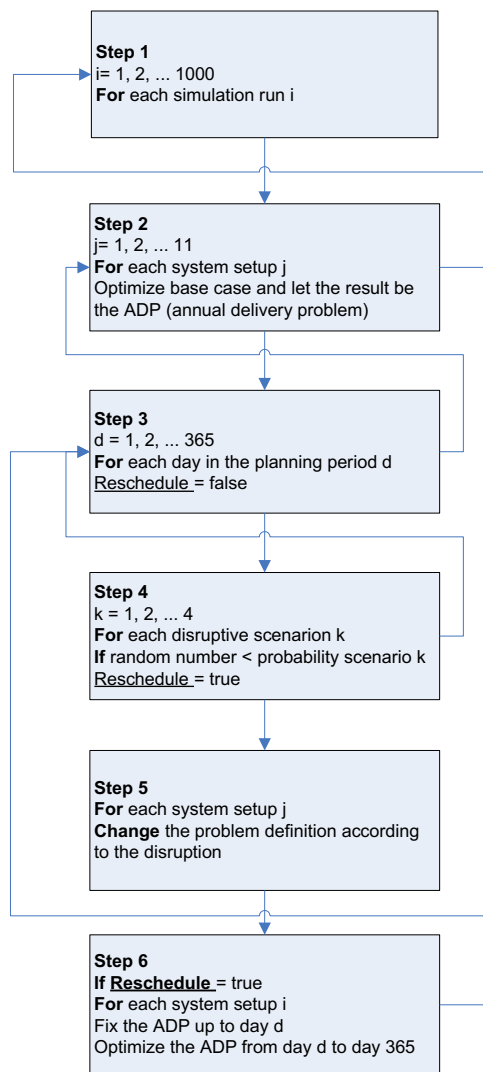 Step 1
i= 1, 2, ... 1000
For each simulation run i
Step 2
j= 1, 2, ... 11
For each system setup j
Optimize base case and let the result be
the ADP (annual delivery problem)
Step 3
d = 1, 2, ... 365
For each day in the planning period d
Reschedule = false
Step 4
k = 1, 2, ... 4
For each disruptive scenarion k
If random number < probability scenario k
Reschedule = true
Step 5
For each system setup j
Change the problem definition according
to the disruption
Step 6
If Reschedule = true
For each system setup i
Fix the ADP up to day d
Optimize the ADP from day d to day 365